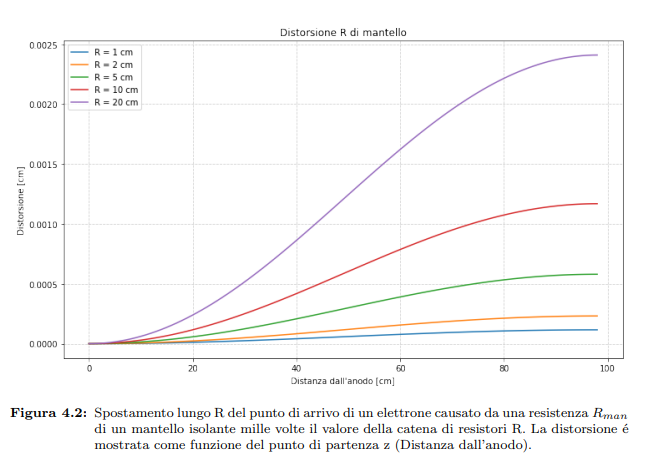 Distorsione R di mantello
R = 1 cm
R = 2 cm
R = 5 cm
R = 10 cm
R = 20 cm
0.0025
0.0020
0.0015
0.0010
0.0005
0.0000
Distorsione [cm]
0 20 40 60 80 100
Distanza dall'anodo [cm]
Figura 4.2: Spostamento lungo R del punto di arrivo di un elettrone causato da una resistenza R_man
di un mantello isolante mille volte il valore della catena di resistori R. La distorsione é
mostrata come funzione del punto di partenza z (Distanza dall'anodo).